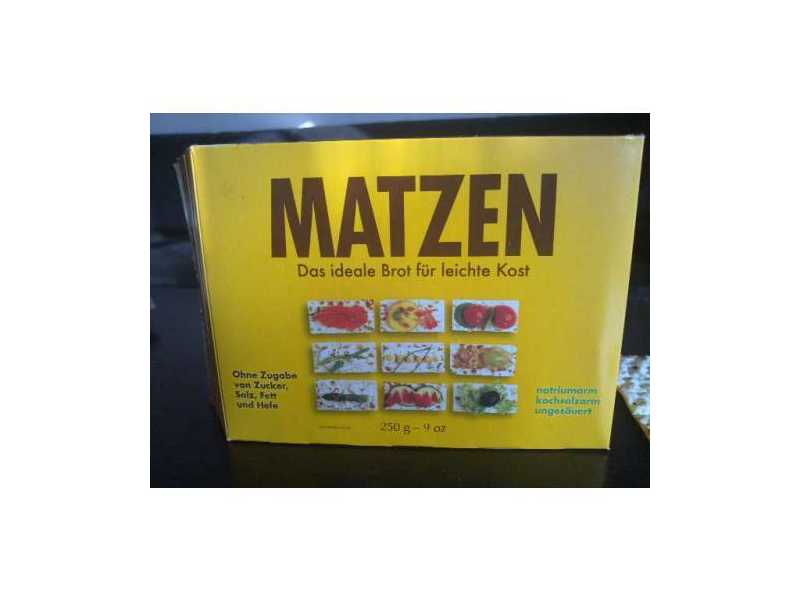 MATZEN
Das ideale Brot für leichte Kost
Ohne Zugabe
von Zucker,
Salz, Fett
und Hefe
natriumarm
kochsalzarm
ungesäuert
250 g – 9 oz